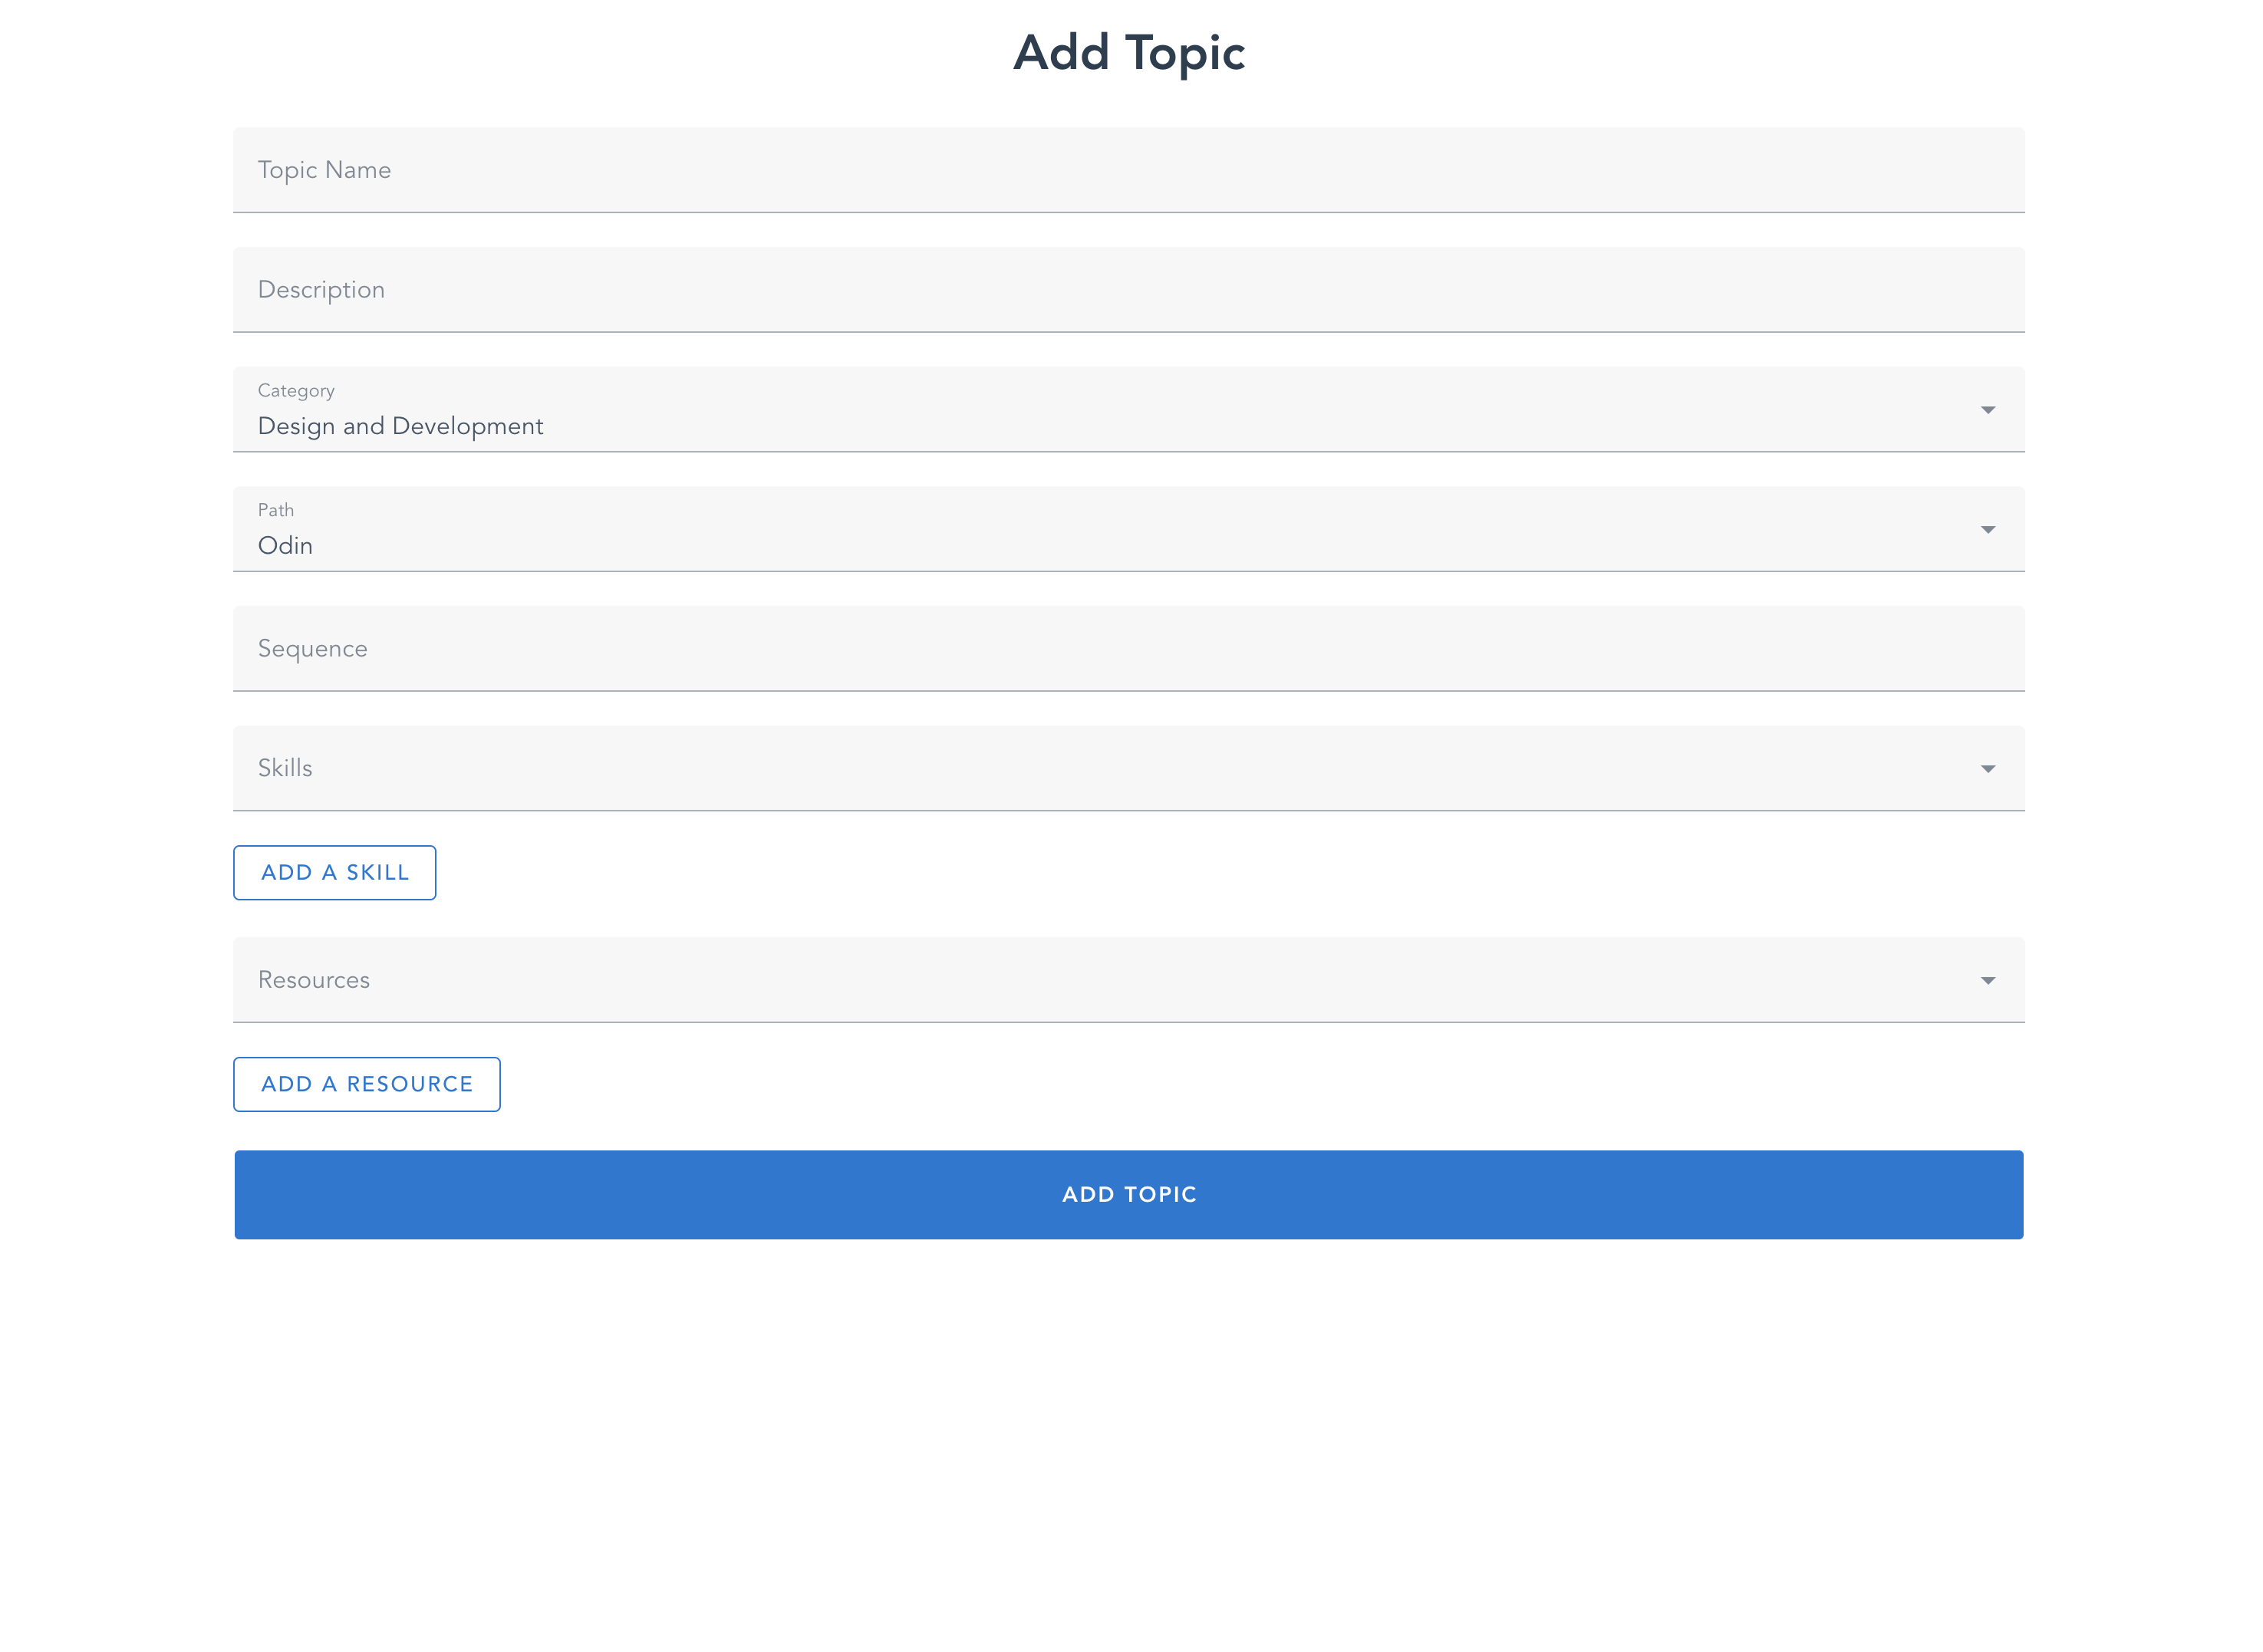 Add Topic
Topic Name
Description
Category
Design and Development
Path
Odin
Sequence
Skills
ADD A SKILL
Resources
ADD A RESOURCE
ADD TOPIC